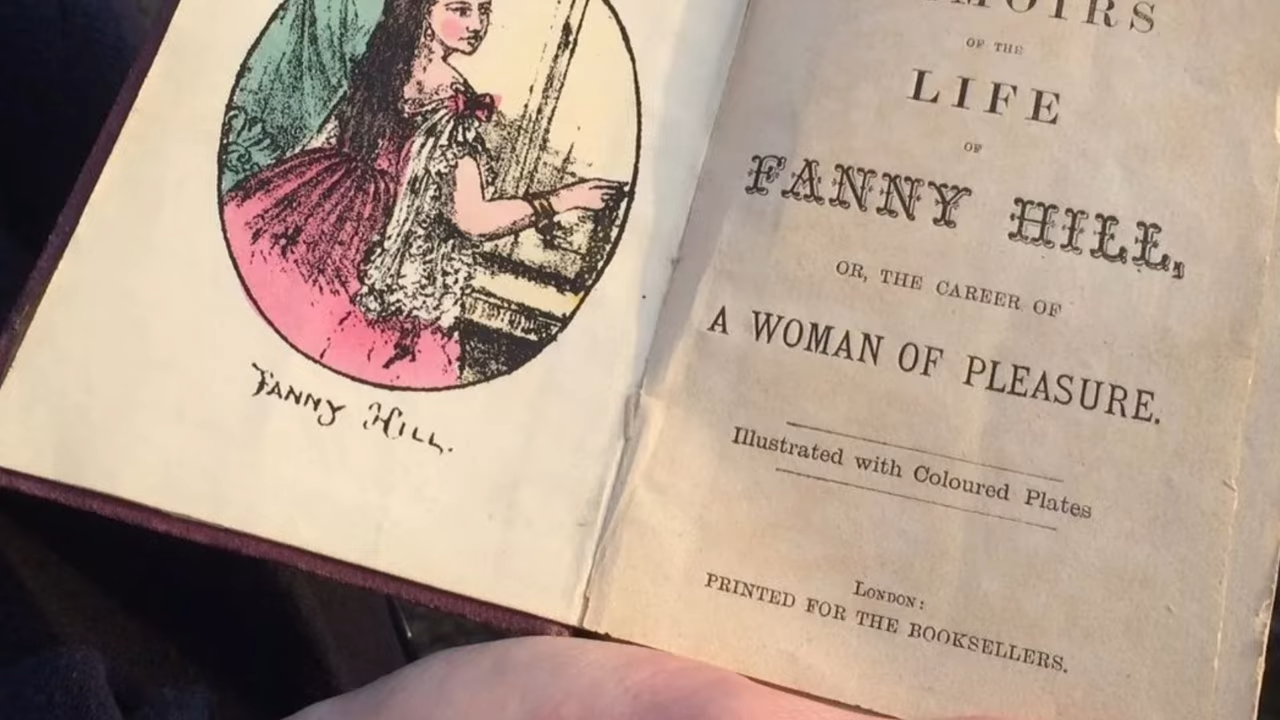 FANNY HILL.
OF THE
LIFE
OF
FANNY HILL,
OR, THE CAREER OF
A WOMAN OF PLEASURE.
Illustrated with Coloured Plates
LONDON:
PRINTED FOR THE BOOKSELLERS.